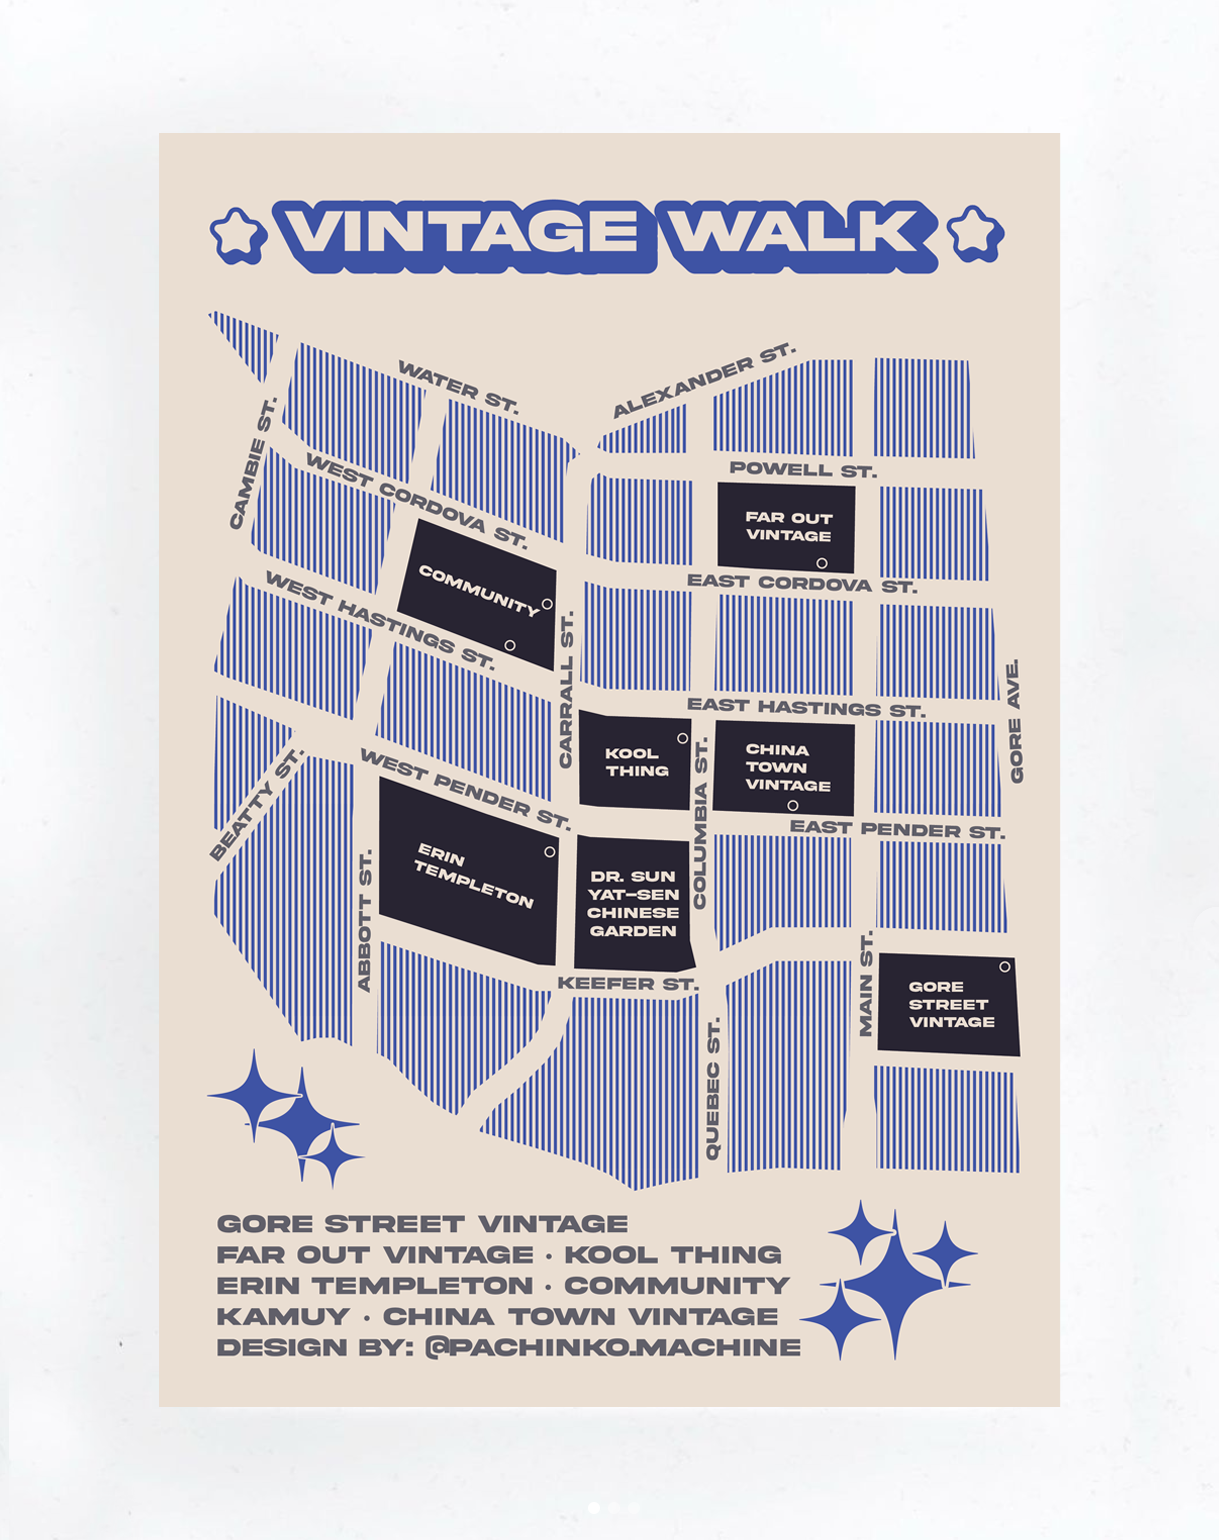 VINTAGE WALK
WATER ST.
ALEXANDER ST.
CAMBIE ST.
WEST CORDOVA ST.
POWELL ST.
FAR OUT
VINTAGE
COMMUNITY
EAST CORDOVA ST.
WEST HASTINGS ST.
CARRALL ST.
GORE AVE.
EAST HASTINGS ST.
KOOL
THING
COLUMBIA ST.
CHINA
TOWN
VINTAGE
BEATTY ST.
WEST PENDER ST.
EAST PENDER ST.
ERIN
TEMPLETON
ABBOTT ST.
DR. SUN
YAT-SEN
CHINESE
GARDEN
MAIN ST.
KEEFER ST.
GORE
STREET
VINTAGE
QUEBEC ST.
GORE STREET VINTAGE
FAR OUT VINTAGE · KOOL THING
ERIN TEMPLETON · COMMUNITY
KAMUY · CHINA TOWN VINTAGE
DESIGN BY: @PACHINKO.MACHINE